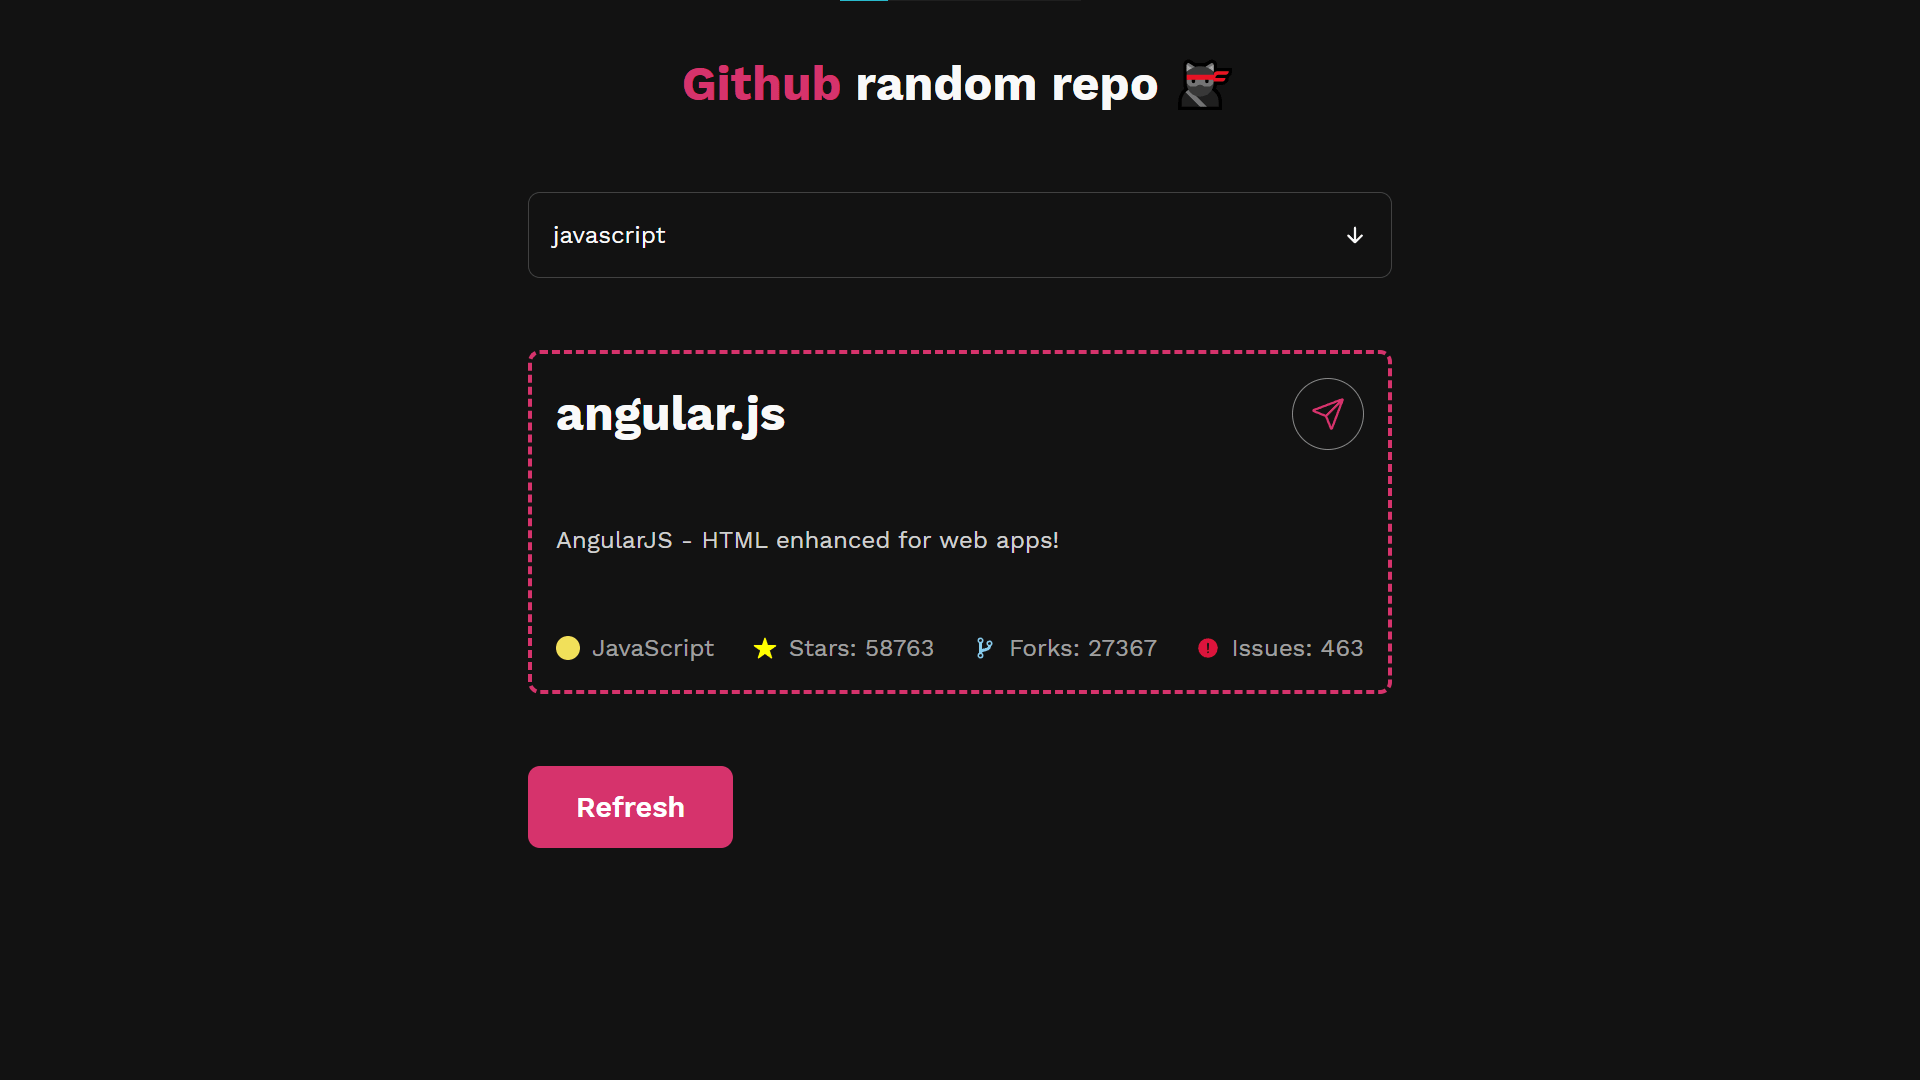 Github random repo
javascript
angular.js
AngularJS - HTML enhanced for web apps!
JavaScript Stars: 58763 Forks: 27367 Issues: 463
Refresh